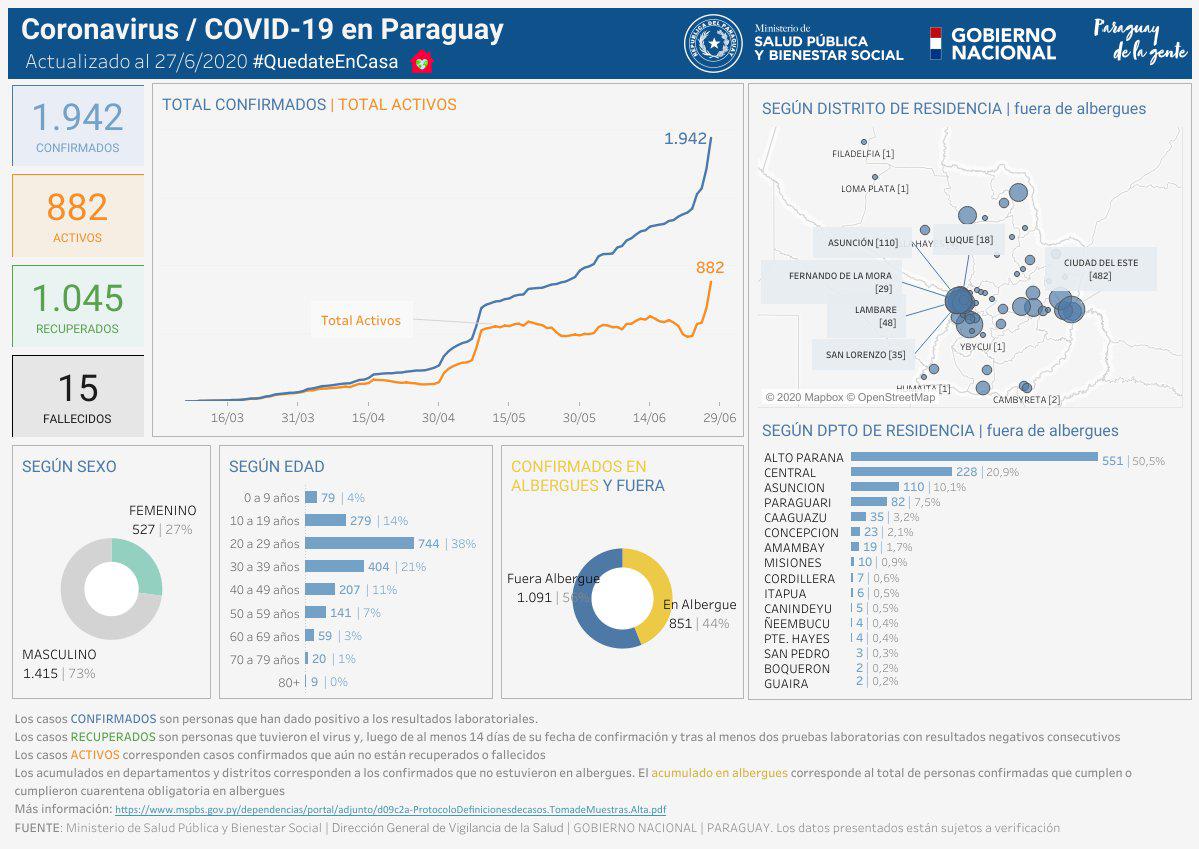 Coronavirus / COVID-19 en Paraguay
Actualizado al 27/6/2020 #QuedateEnCasa
Ministerio de
SALUD PÚBLICA
Y BIENESTAR SOCIAL
GOBIERNO
NACIONAL
Paraguay
de la gente
1.942
CONFIRMADOS
882
ACTIVOS
1.045
RECUPERADOS
15
FALLECIDOS
TOTAL CONFIRMADOS | TOTAL ACTIVOS
1.942
882
Total Activos
16/03 31/03 15/04 30/04 15/05 30/05 14/06 29/06
SEGÚN DISTRITO DE RESIDENCIA | fuera de albergues
FILADELFIA [1]
LOMA PLATA [1]
ASUNCIÓN [110]
LUQUE [18]
CIUDAD DEL ESTE
[482]
FERNANDO DE LA MORA
[29]
LAMBARE
[48]
SAN LORENZO [35]
YBYCUI [1]
HUMAITA [1]
CAMBYRETA [2]
© 2020 Mapbox © OpenStreetMap
SEGÚN SEXO
FEMENINO
527 | 27%
MASCULINO
1.415 | 73%
SEGÚN EDAD
0 a 9 años 79 | 4%
10 a 19 años 279 | 14%
20 a 29 años 744 | 38%
30 a 39 años 404 | 21%
40 a 49 años 207 | 11%
50 a 59 años 141 | 7%
60 a 69 años 59 | 3%
70 a 79 años 20 | 1%
80+ 9 | 0%
CONFIRMADOS EN
ALBERGUES Y FUERA
Fuera Albergue
1.091 | 56%
En Albergue
851 | 44%
SEGÚN DPTO DE RESIDENCIA | fuera de albergues
ALTO PARANA 551 | 50,5%
CENTRAL 228 | 20,9%
ASUNCION 110 | 10,1%
PARAGUARI 82 | 7,5%
CAAGUAZU 35 | 3,2%
CONCEPCION 23 | 2,1%
AMAMBAY 19 | 1,7%
MISIONES 10 | 0,9%
CORDILLERA 7 | 0,6%
ITAPUA 6 | 0,5%
CANINDEYU 5 | 0,5%
ÑEEMBUCU 4 | 0,4%
PTE. HAYES 4 | 0,4%
SAN PEDRO 3 | 0,3%
BOQUERON 2 | 0,2%
GUAIRA 2 | 0,2%
Los casos CONFIRMADOS son personas que han dado positivo a los resultados laboratoriales.
Los casos RECUPERADOS son personas que tuvieron el virus y, luego de al menos 14 días de su fecha de confirmación y tras al menos dos pruebas laboratorias con resultados negativos consecutivos
Los casos ACTIVOS corresponden casos confirmados que aún no están recuperados o fallecidos
Los acumulados en departamentos y distritos corresponden a los confirmados que no estuvieron en albergues. El acumulado en albergues corresponde al total de personas confirmadas que cumplen o
cumplieron cuarentena obligatoria en albergues
Más información: https://www.mspbs.gov.py/dependencias/portal/adjunto/d09c2a-ProtocoloDefinicionesdecasos.TomadeMuestras.Alta.pdf
FUENTE: Ministerio de Salud Pública y Bienestar Social | Dirección General de Vigilancia de la Salud | GOBIERNO NACIONAL | PARAGUAY. Los datos presentados están sujetos a verificación